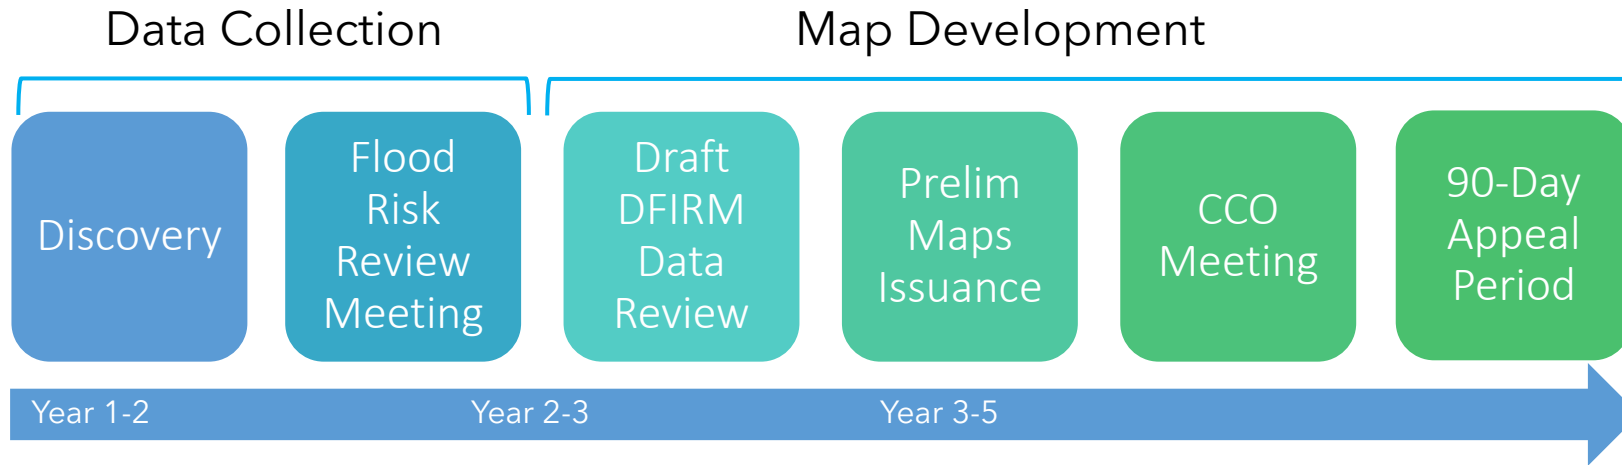 Data Collection
Map Development
Discovery
Flood
Risk
Review
Meeting
Draft
DFIRM
Data
Review
Prelim
Maps
Issuance
CCO
Meeting
90-Day
Appeal
Period
Year 1-2
Year 2-3
Year 3-5